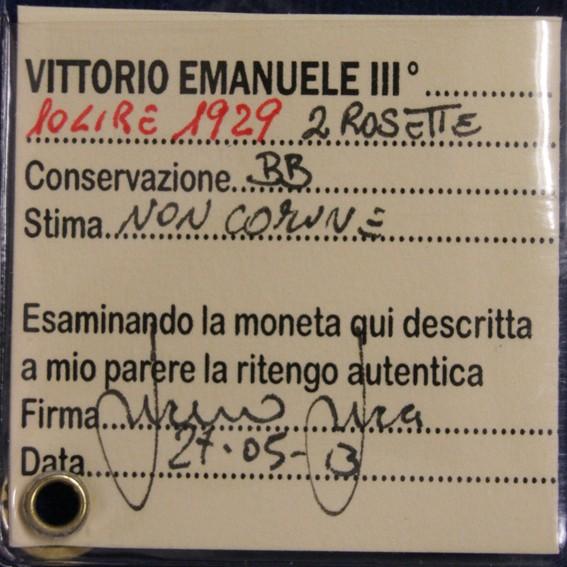 VITTORIO EMANUELE III°
10 LIRE 1929 2 ROSETTE
Conservazione BB
Stima NON COMUNE
Esaminando la moneta qui descritta
a mio parere la ritengo autentica
Firma
Data 27-05-13